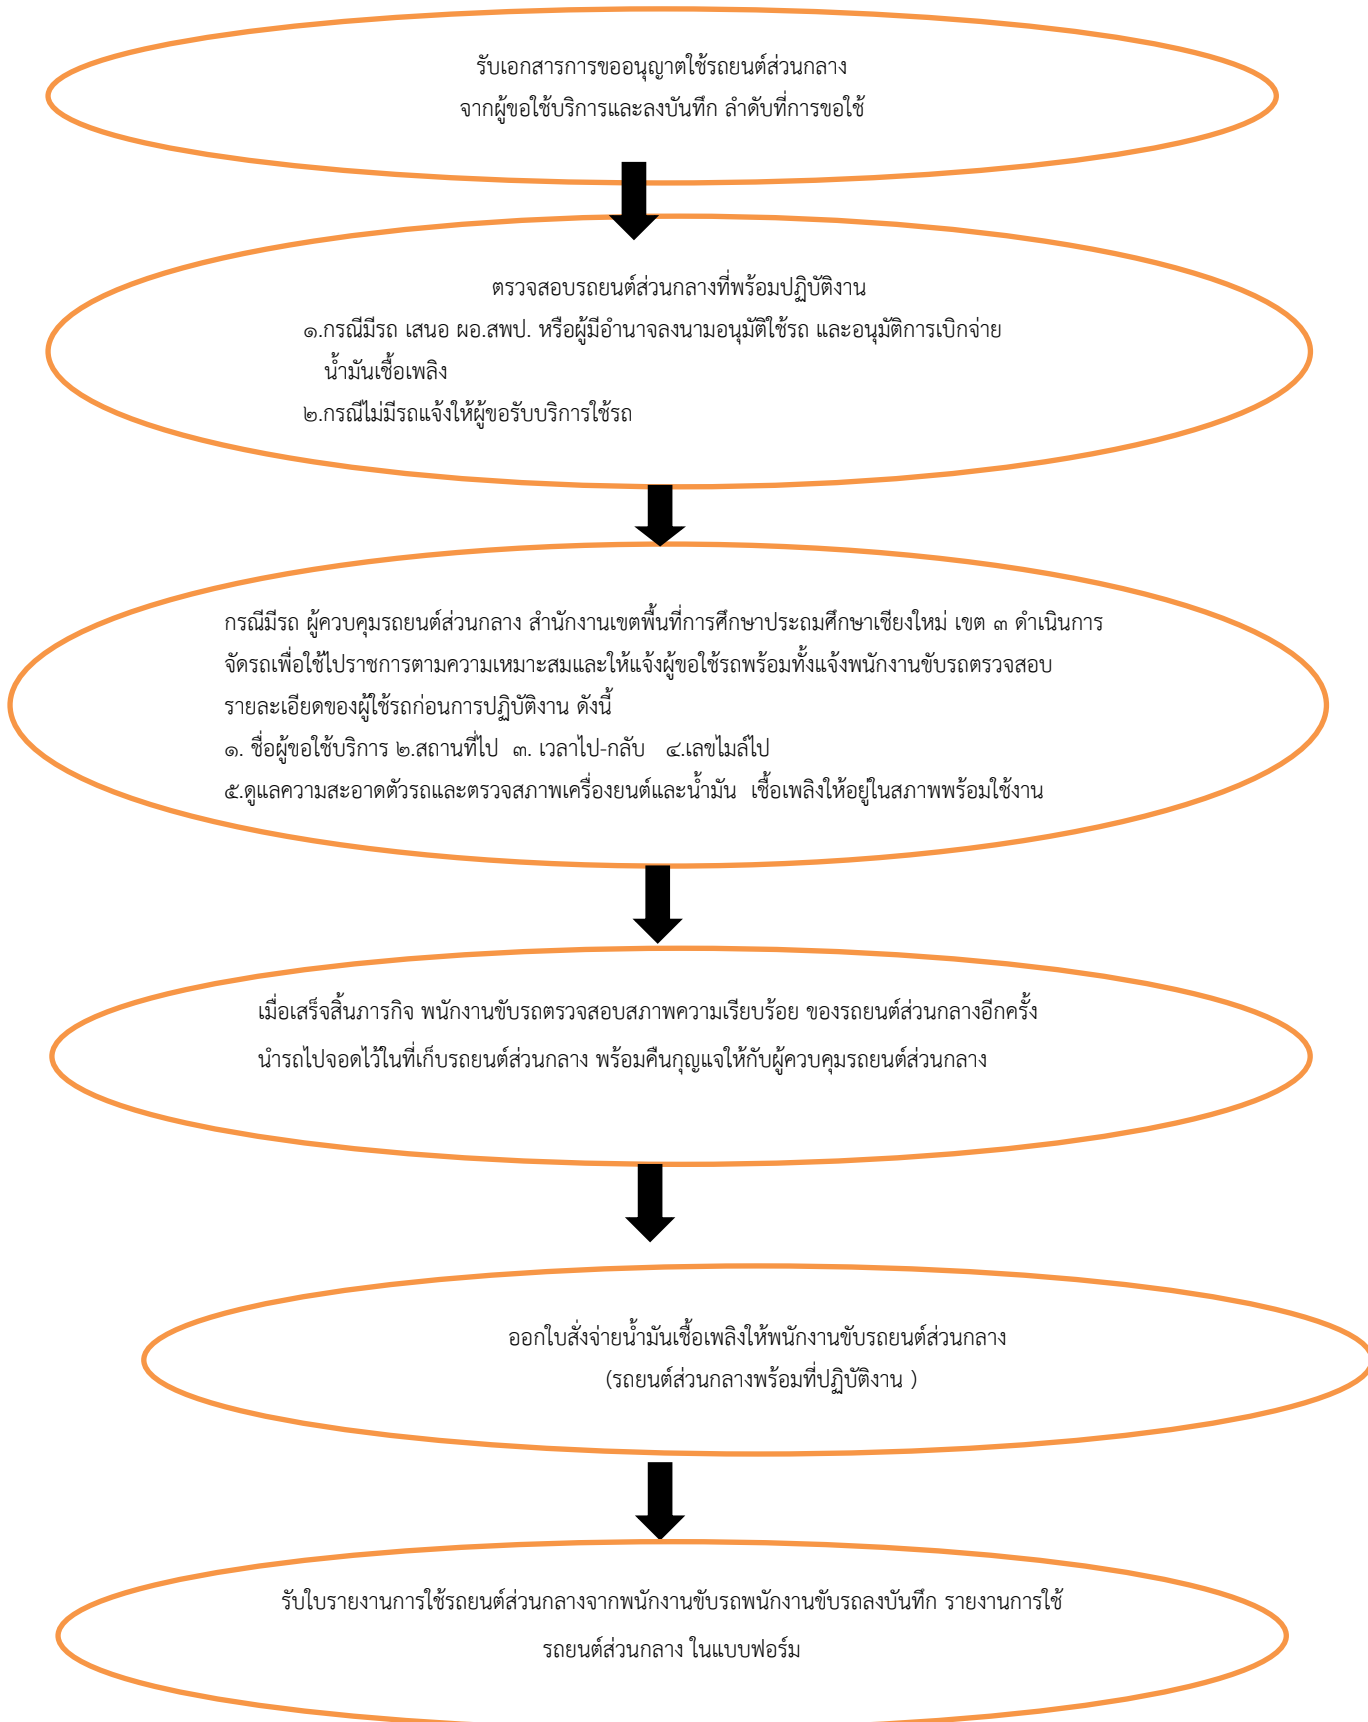 รับเอกสารการขออนุญาตใช้รถยนต์ส่วนกลาง
จากผู้ขอใช้บริการและลงบันทึก ลำดับที่การขอใช้
ตรวจสอบรถยนต์ส่วนกลางที่พร้อมปฏิบัติงาน
๑.กรณีมีรถ เสนอ ผอ.สพป. หรือผู้มีอำนาจลงนามอนุมัติใช้รถ และอนุมัติการเบิกจ่าย
น้ำมันเชื้อเพลิง
๒.กรณีไม่มีรถแจ้งให้ผู้ขอรับบริการใช้รถ
กรณีมีรถ ผู้ควบคุมรถยนต์ส่วนกลาง สำนักงานเขตพื้นที่การศึกษาประถมศึกษาเชียงใหม่ เขต ๓ ดำเนินการ
จัดรถเพื่อใช้ไปราชการตามความเหมาะสมและให้แจ้งผู้ขอใช้รถพร้อมทั้งแจ้งพนักงานขับรถตรวจสอบ
รายละเอียดของผู้ใช้รถก่อนการปฏิบัติงาน ดังนี้
๑. ชื่อผู้ขอใช้บริการ ๒.สถานที่ไป ๓. เวลาไป-กลับ ๔.เลขไมล์ไป
๕.ดูแลความสะอาดตัวรถและตรวจสภาพเครื่องยนต์และน้ำมัน เชื้อเพลิงให้อยู่ในสภาพพร้อมใช้งาน
เมื่อเสร็จสิ้นภารกิจ พนักงานขับรถตรวจสอบสภาพความเรียบร้อย ของรถยนต์ส่วนกลางอีกครั้ง
นำรถไปจอดไว้ในที่เก็บรถยนต์ส่วนกลาง พร้อมคืนกุญแจให้กับผู้ควบคุมรถยนต์ส่วนกลาง
ออกใบสั่งจ่ายน้ำมันเชื้อเพลิงให้พนักงานขับรถยนต์ส่วนกลาง
(รถยนต์ส่วนกลางพร้อมที่ปฏิบัติงาน )
รับใบรายงานการใช้รถยนต์ส่วนกลางจากพนักงานขับรถพนักงานขับรถลงบันทึก รายงานการใช้
รถยนต์ส่วนกลาง ในแบบฟอร์ม